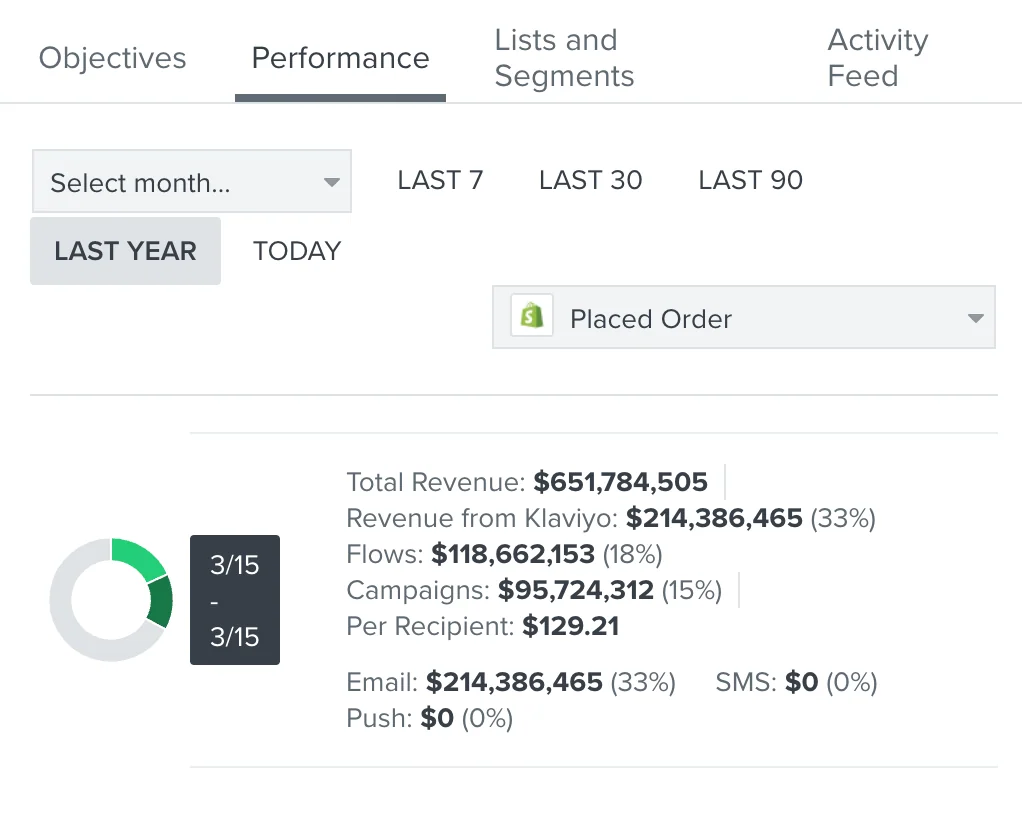 Objectives
Performance
Lists and
Segments
Activity
Feed
Select month...
LAST 7
LAST 30
LAST 90
LAST YEAR
TODAY
Placed Order
3/15
-
3/15
Total Revenue: $651,784,505
Revenue from Klaviyo: $214,386,465 (33%)
Flows: $118,662,153 (18%)
Campaigns: $95,724,312 (15%)
Per Recipient: $129.21
Email: $214,386,465 (33%) SMS: $0 (0%)
Push: $0 (0%)